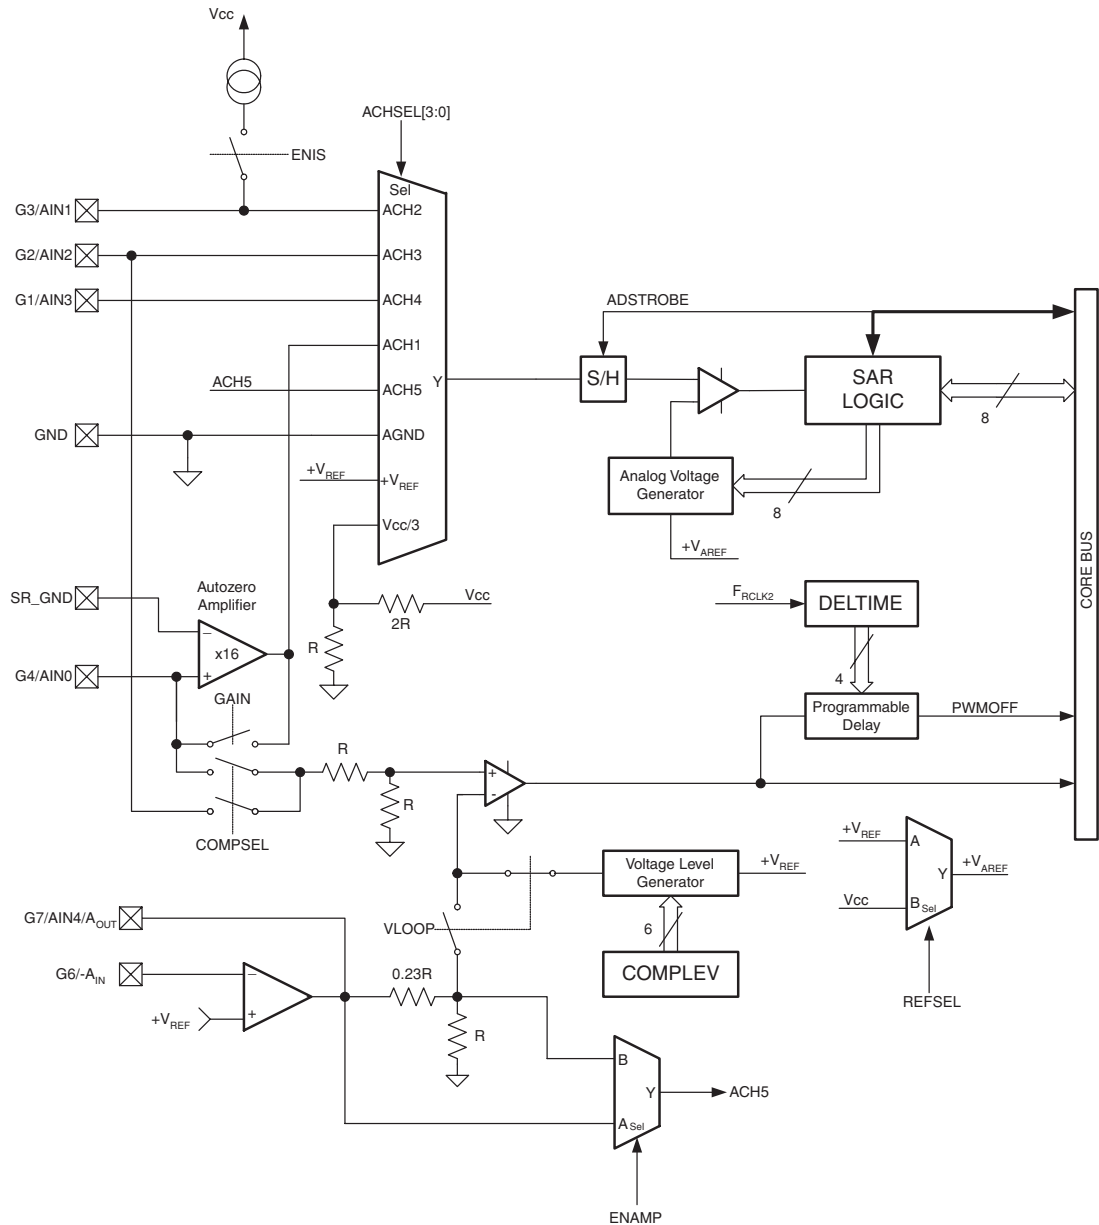 Vcc
ACHSEL[3:0]
ENIS
Sel
G3/AIN1
ACH2
G2/AIN2
ACH3
G1/AIN3
ACH4
ADSTROBE
ACH1
ACH5
ACH5
Y
S/H
SAR
LOGIC
8
GND
AGND
+VREF
+VREF
Analog Voltage
Generator
8
Vcc/3
+VAREF
CORE BUS
Autozero
Amplifier
SR_GND
Vcc
2R
FRCLK2
DELTIME
–
x16
+
R
G4/AIN0
4
GAIN
Programmable
Delay
PWMOFF
R
+
-
R
COMPSEL
+VREF
A
Y
+VAREF
Vcc
B
Sel
REFSEL
Voltage Level
Generator
+VREF
G7/AIN4/AOUT
VLOOP
6
COMPLEV
G6/-AIN
–
0.23R
+VREF
+
R
B
Y
ACH5
A
Sel
ENAMP